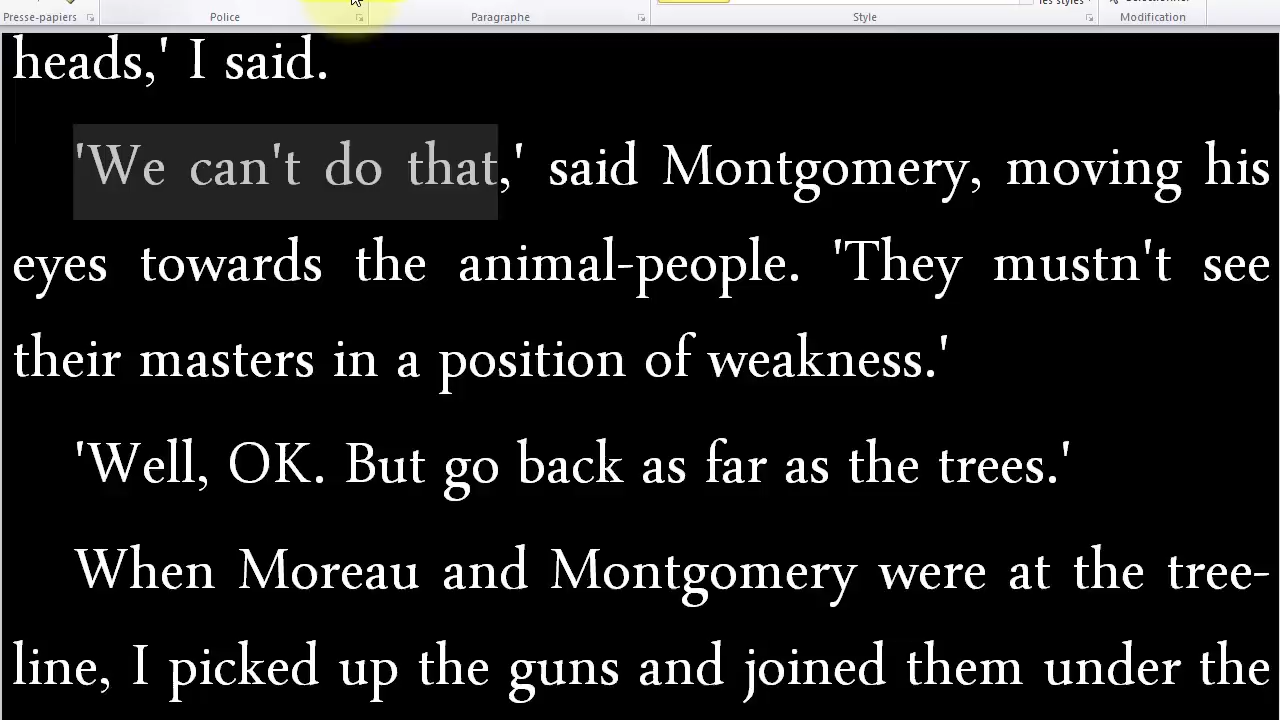 Presse-papiers Police Paragraphe Style Modification
heads,' I said.
'We can't do that,' said Montgomery, moving his
eyes towards the animal-people. 'They mustn't see
their masters in a position of weakness.'
'Well, OK. But go back as far as the trees.'
When Moreau and Montgomery were at the tree-
line, I picked up the guns and joined them under the